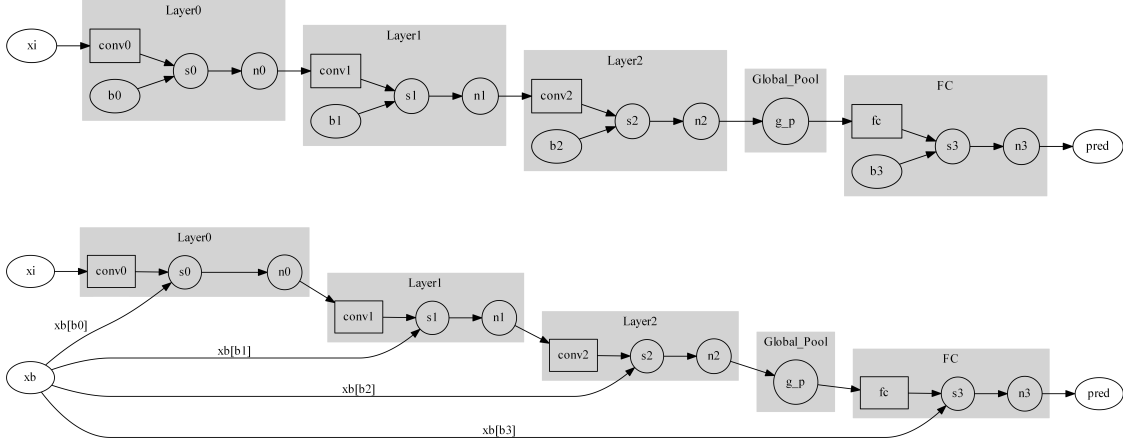 Layer0
xi
conv0
b0
s0
n0
Layer1
conv1
b1
s1
n1
Layer2
conv2
b2
s2
n2
Global_Pool
g_p
FC
fc
b3
s3
n3
pred
Layer0
xi
conv0
s0
n0
xb
xb[b0]
Layer1
conv1
s1
n1
xb[b1]
Layer2
conv2
s2
n2
xb[b2]
Global_Pool
g_p
FC
fc
s3
n3
pred
xb[b3]